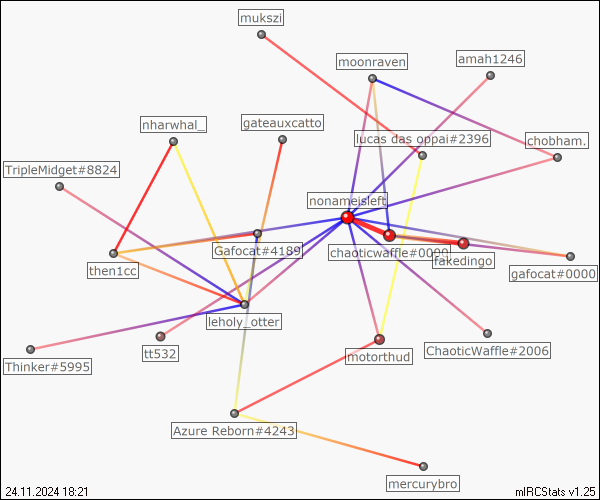 mukszi
amah1246
moonraven
nharwhal_
gateauxcatto
lucas das oppai#2396
chobham.
TripleMidget#8824
nonameisleft
Gafocat#4189
chaoticwaffle#0000
fakedingo
then1cc
gafocat#0000
leholy_otter
Thinker#5995
tt532
motorthud
ChaoticWaffle#2006
Azure Reborn#4243
mercurybro
24.11.2024 18:21
mIRCStats v1.25